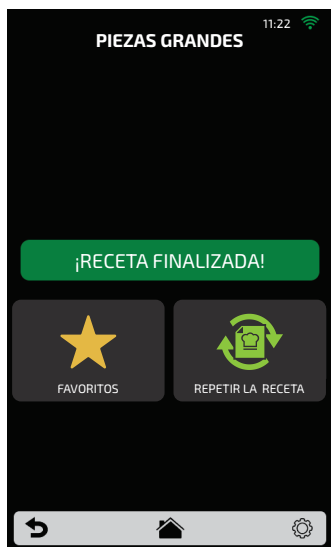 11:22
PIEZAS GRANDES
¡RECETA FINALIZADA!
FAVORITOS
REPETIR LA RECETA